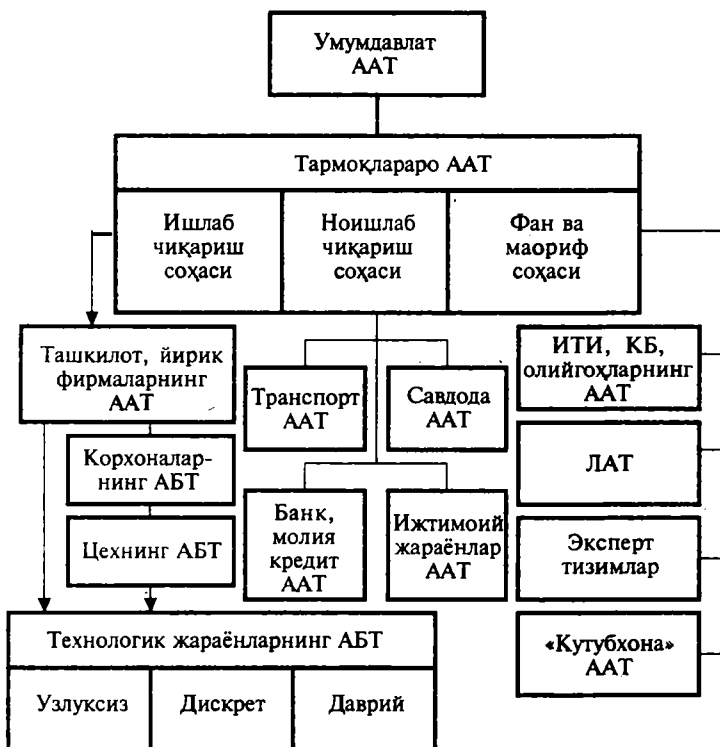 Умумдавлат
ААТ
Тармоқлараро ААТ
Ишлаб
чиқариш
соҳаси
Ноишлаб
чиқариш
соҳаси
Фан ва
маориф
соҳаси
Ташкилот, йирик
фирмаларнинг
ААТ
Корхоналар-
нинг АБТ
Цехнинг АБТ
Транспорт
ААТ
Савдода
ААТ
Банк,
молия
кредит
ААТ
Ижтимоий
жараёнлар
ААТ
ИТИ, КБ,
олийгоҳларнинг
ААТ
ЛАТ
Эксперт
тизимлар
«Кутубхона»
ААТ
Технологик жараёнларнинг АБТ
Узлуксиз
Дискрет
Даврий